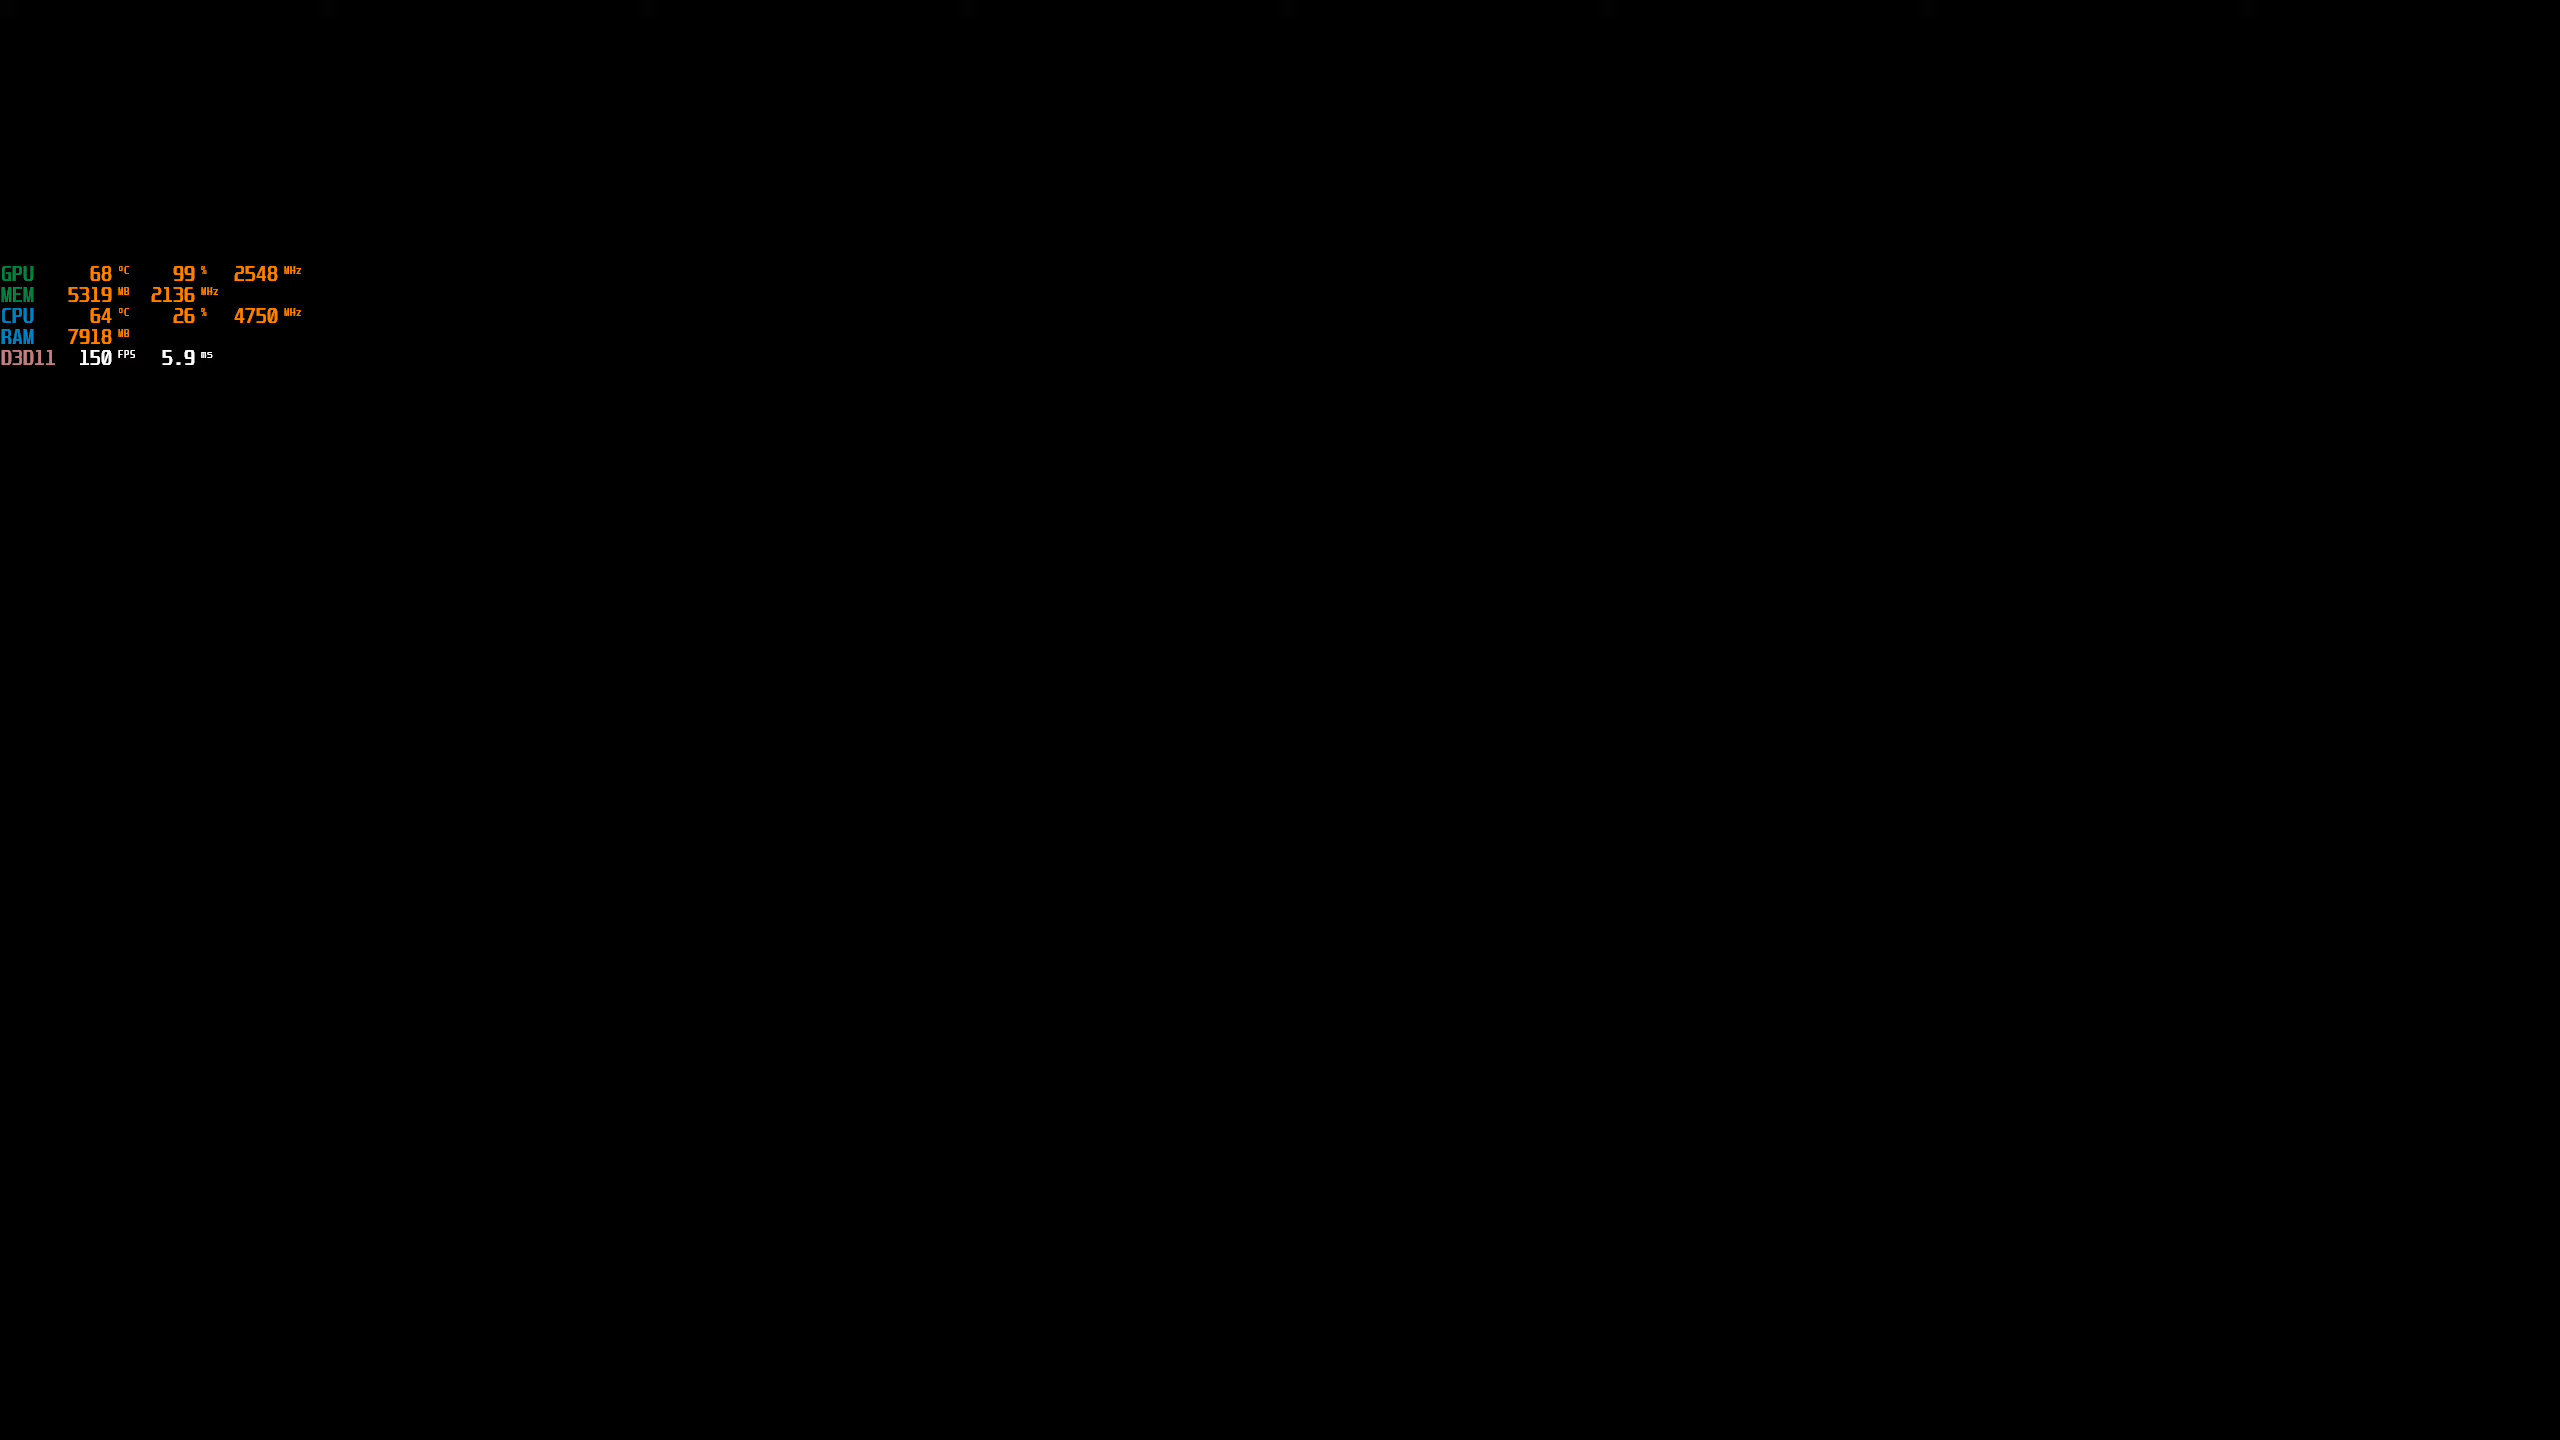 GPU 68 °C 99 % 2548 MHz
MEM 5319 MB 2136 MHz
CPU 64 °C 26 % 4750 MHz
RAM 7918 MB
D3D11 150 FPS 5.9 ms